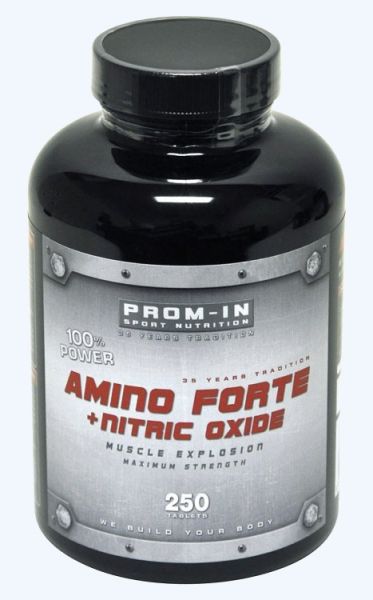 PROM-IN
SPORT NUTRITION
35 YEARS TRADITION
100%
POWER
35 YEARS TRADITION
AMINO FORTE
+NITRIC OXIDE
MUSCLE EXPLOSION
MAXIMUM STRENGTH
250
TABLETS
WE BUILD YOUR BODY